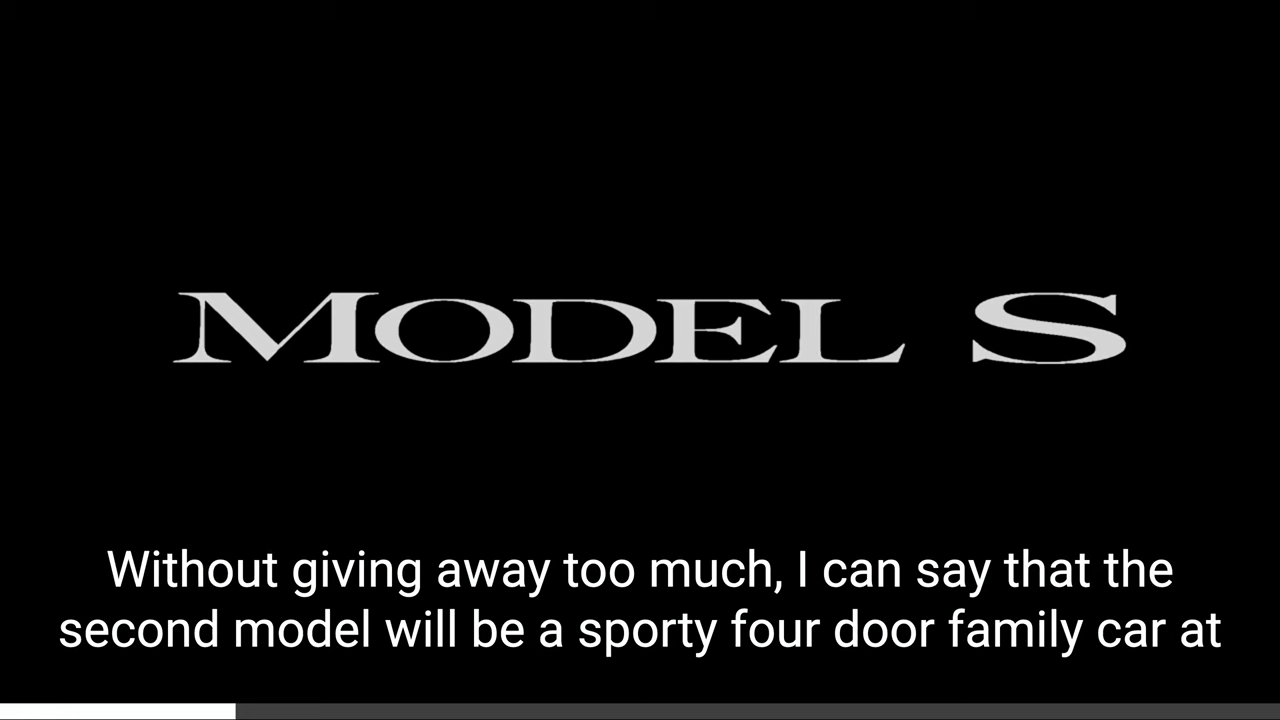 MODEL S
Without giving away too much, I can say that the
second model will be a sporty four door family car at